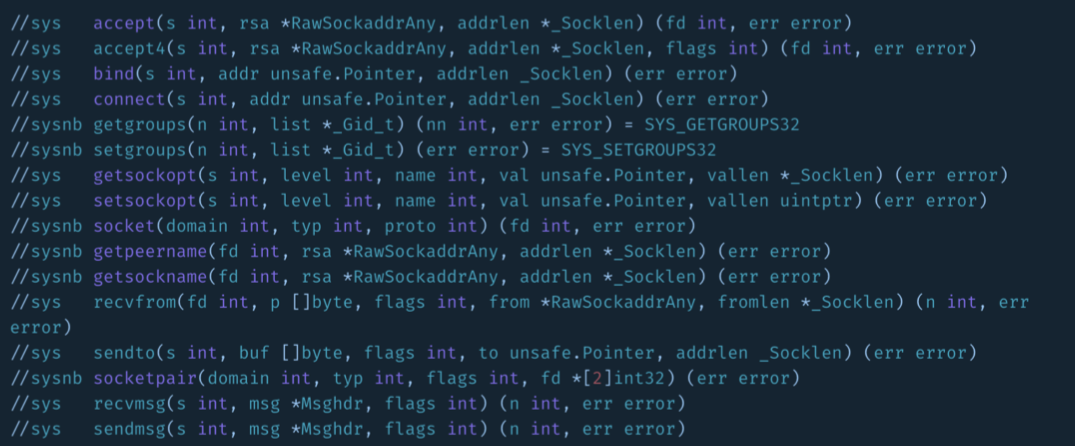 //sys   accept(s int, rsa *RawSockaddrAny, addrlen *_Socklen) (fd int, err error)
//sys   accept4(s int, rsa *RawSockaddrAny, addrlen *_Socklen, flags int) (fd int, err error)
//sys   bind(s int, addr unsafe.Pointer, addrlen _Socklen) (err error)
//sys   connect(s int, addr unsafe.Pointer, addrlen _Socklen) (err error)
//sysnb getgroups(n int, list *_Gid_t) (nn int, err error) = SYS_GETGROUPS32
//sysnb setgroups(n int, list *_Gid_t) (err error) = SYS_SETGROUPS32
//sys   getsockopt(s int, level int, name int, val unsafe.Pointer, vallen *_Socklen) (err error)
//sys   setsockopt(s int, level int, name int, val unsafe.Pointer, vallen uintptr) (err error)
//sysnb socket(domain int, typ int, proto int) (fd int, err error)
//sysnb getpeername(fd int, rsa *RawSockaddrAny, addrlen *_Socklen) (err error)
//sysnb getsockname(fd int, rsa *RawSockaddrAny, addrlen *_Socklen) (err error)
//sys   recvfrom(fd int, p []byte, flags int, from *RawSockaddrAny, fromlen *_Socklen) (n int, err
error)
//sys   sendto(s int, buf []byte, flags int, to unsafe.Pointer, addrlen _Socklen) (err error)
//sysnb socketpair(domain int, typ int, flags int, fd *[2]int32) (err error)
//sys   recvmsg(s int, msg *Msghdr, flags int) (n int, err error)
//sys   sendmsg(s int, msg *Msghdr, flags int) (n int, err error)